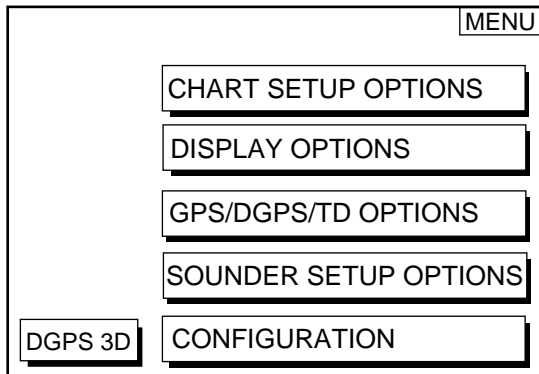 MENU
CHART SETUP OPTIONS
DISPLAY OPTIONS
GPS/DGPS/TD OPTIONS
SOUNDER SETUP OPTIONS
DGPS 3D CONFIGURATION